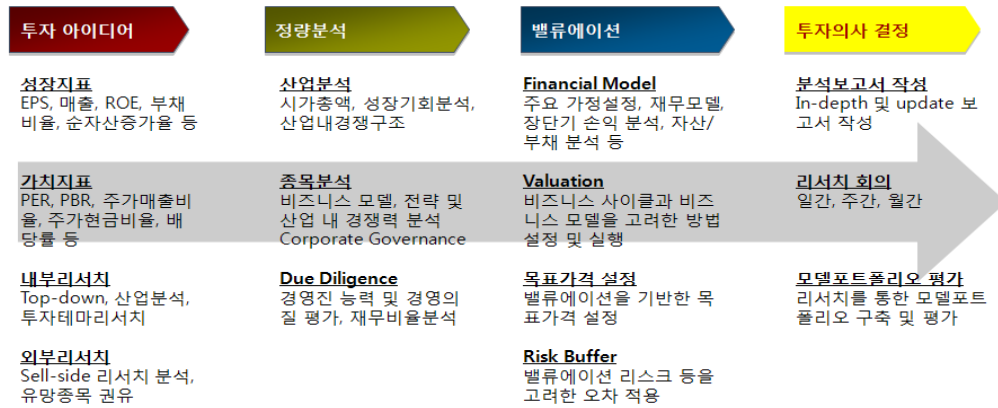 투자 아이디어
정량분석
밸류에이션
투자의사 결정
성장지표
EPS, 매출, ROE, 부채
비율, 순자산증가율 등
가치지표
PER, PBR, 주가매출비
율, 주가현금비율, 배
당률 등
내부리서치
Top-down, 산업분석,
투자테마리서치
외부리서치
Sell-side 리서치 분석,
유망종목 권유
산업분석
시가총액, 성장기회분석,
산업내경쟁구조
종목분석
비즈니스 모델, 전략 및
산업 내 경쟁력 분석
Corporate Governance
Due Diligence
경영진 능력 및 경영의
질 평가, 재무비율분석
Financial Model
주요 가정설정, 재무모델,
장단기 손익 분석, 자산/
부채 분석 등
Valuation
비즈니스 사이클과 비즈
니스 모델을 고려한 방법
설정 및 실행
목표가격 설정
밸류에이션을 기반한 목
표가격 설정
Risk Buffer
밸류에이션 리스크 등을
고려한 오차 적용
분석보고서 작성
In-depth 및 update 보
고서 작성
리서치 회의
일간, 주간, 월간
모델포트폴리오 평가
리서치를 통한 모델포트
폴리오 구축 및 평가